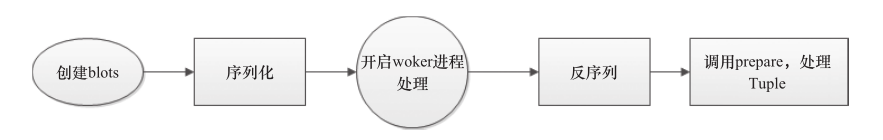 创建blots
序列化
开启woker进程
处理
反序列
调用prepare，处理
Tuple